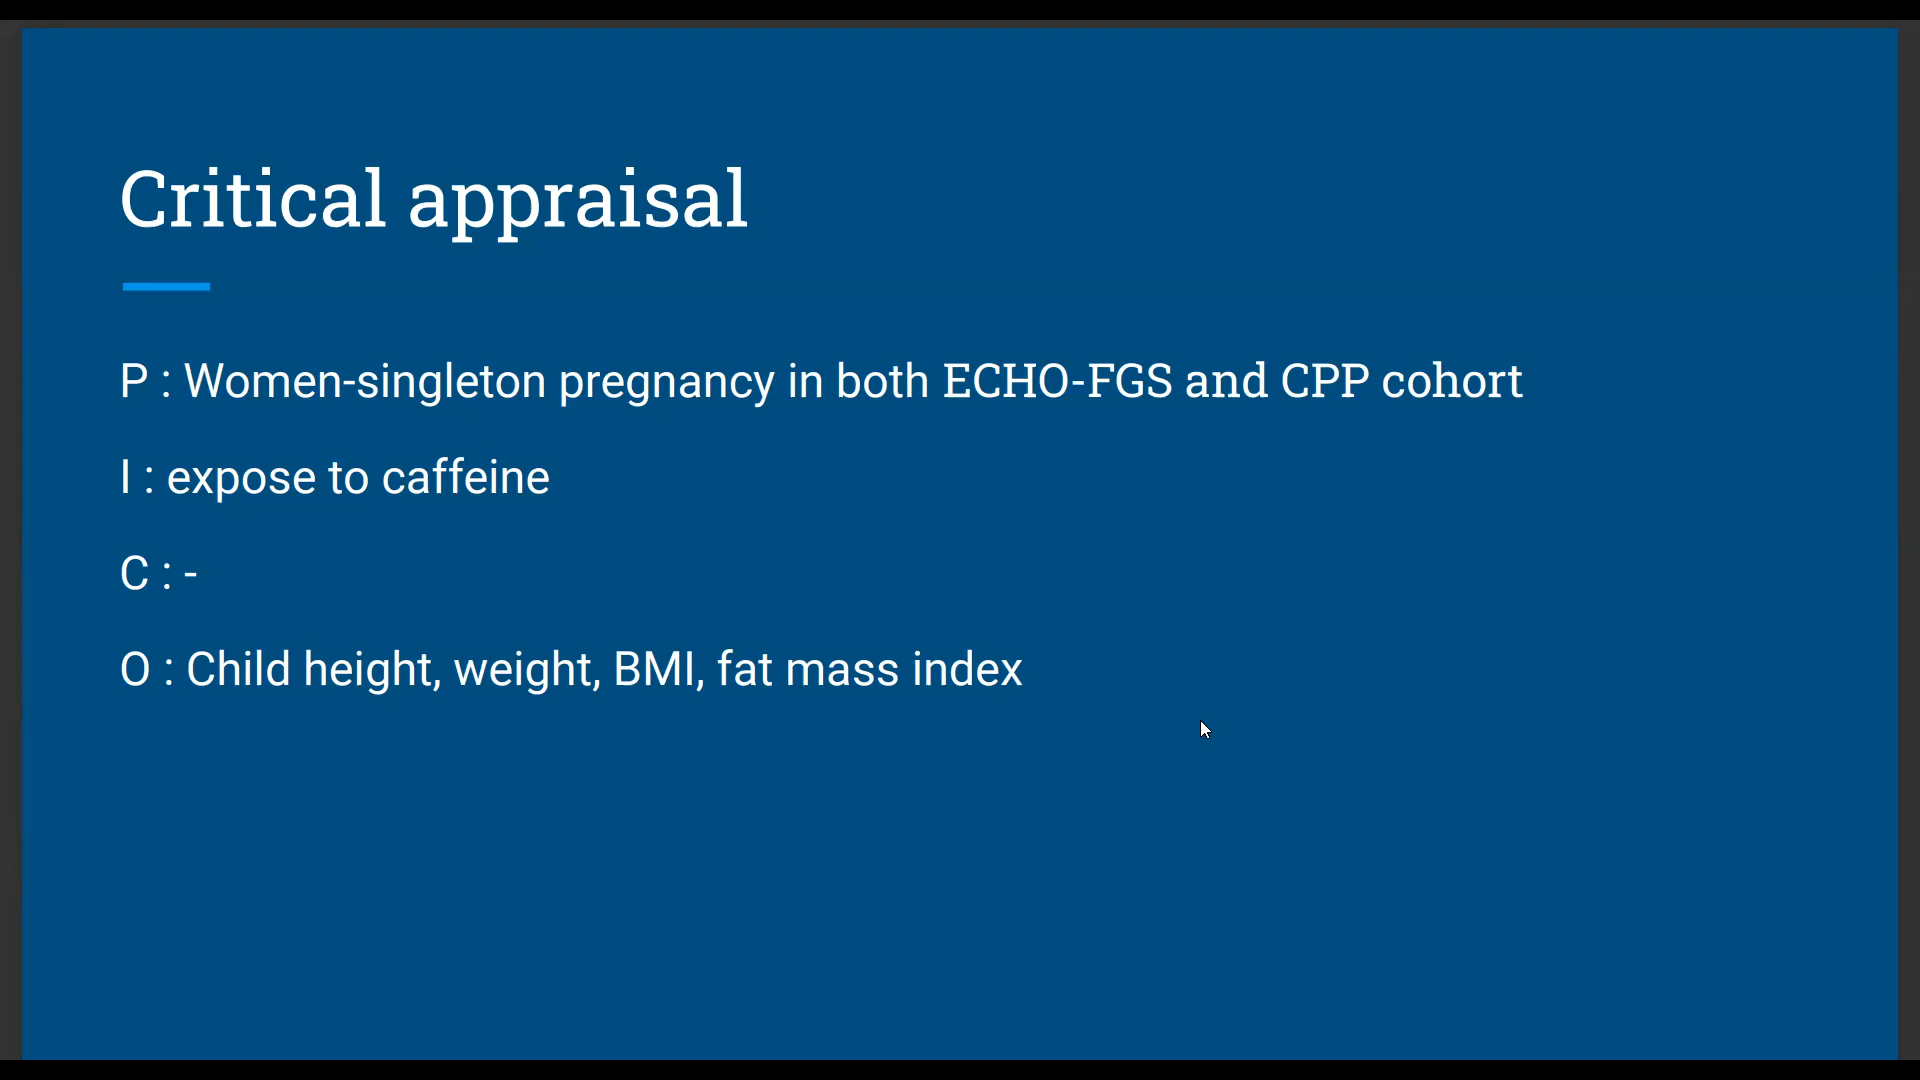 Critical appraisal
P : Women-singleton pregnancy in both ECHO-FGS and CPP cohort
I : expose to caffeine
C : -
O : Child height, weight, BMI, fat mass index